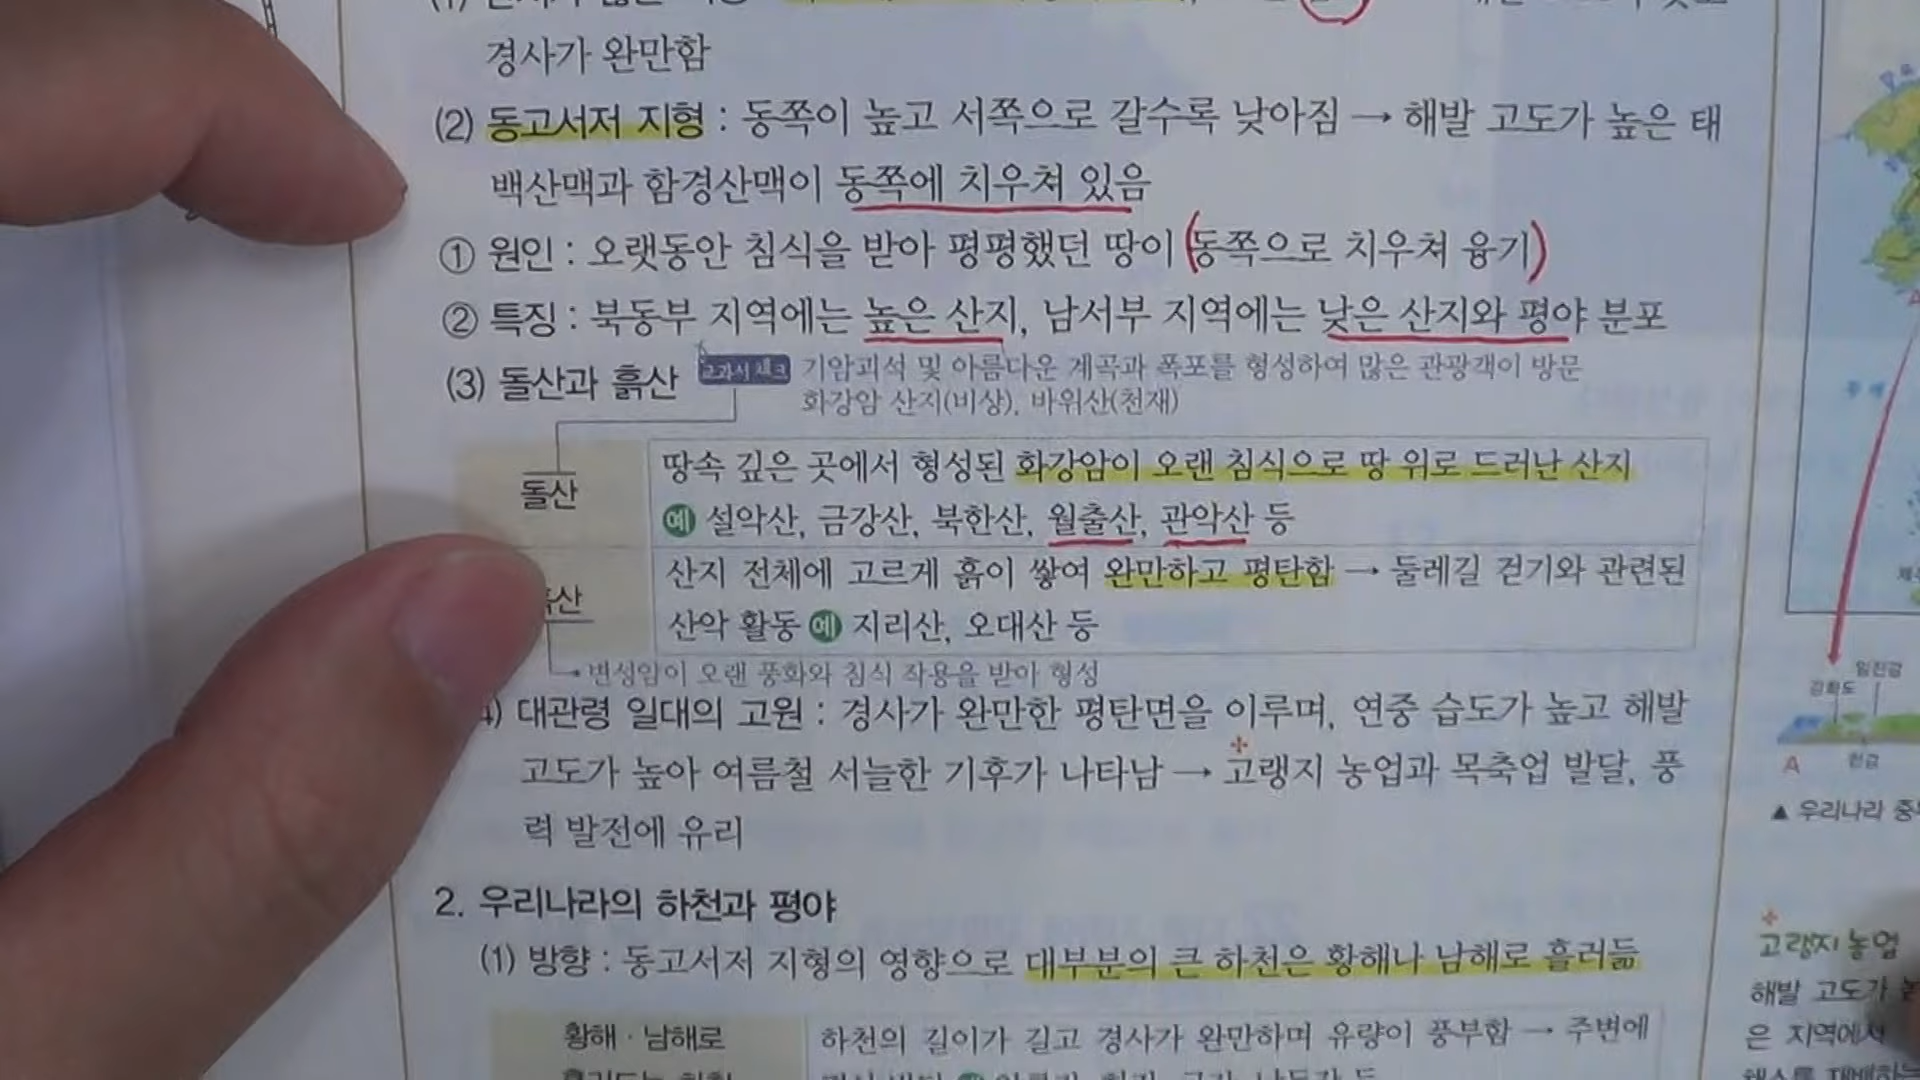 경사가 완만함
(2) 동고서저 지형 : 동쪽이 높고 서쪽으로 갈수록 낮아짐 → 해발 고도가 높은 태
백산맥과 함경산맥이 동쪽에 치우쳐 있음
① 원인 : 오랫동안 침식을 받아 평평했던 땅이 (동쪽으로 치우쳐 융기)
② 특징 : 북동부 지역에는 높은 산지, 남서부 지역에는 낮은 산지와 평야 분포
(3) 돌산과 흙산
교과서 체크 기암괴석 및 아름다운 계곡과 폭포를 형성하여 많은 관광객이 방문
화강암 산지(비상), 바위산(천재)
돌산
땅속 깊은 곳에서 형성된 화강암이 오랜 침식으로 땅 위로 드러난 산지
예 설악산, 금강산, 북한산, 월출산, 관악산 등
산지 전체에 고르게 흙이 쌓여 완만하고 평탄함 → 둘레길 걷기와 관련된
산악 활동 예 지리산, 오대산 등
→ 변성암이 오랜 풍화와 침식 작용을 받아 형성
4) 대관령 일대의 고원 : 경사가 완만한 평탄면을 이루며, 연중 습도가 높고 해발
고도가 높아 여름철 서늘한 기후가 나타남 → 고랭지 농업과 목축업 발달, 풍
력 발전에 유리
2. 우리나라의 하천과 평야
(1) 방향 : 동고서저 지형의 영향으로 대부분의 큰 하천은 황해나 남해로 흘러듦
황해 · 남해로
하천의 길이가 길고 경사가 완만하며 유량이 풍부함 → 주변에
강화도
임진강
A
한강
▲ 우리나라 중
고랭지 농업
해발 고도가
은 지역에서